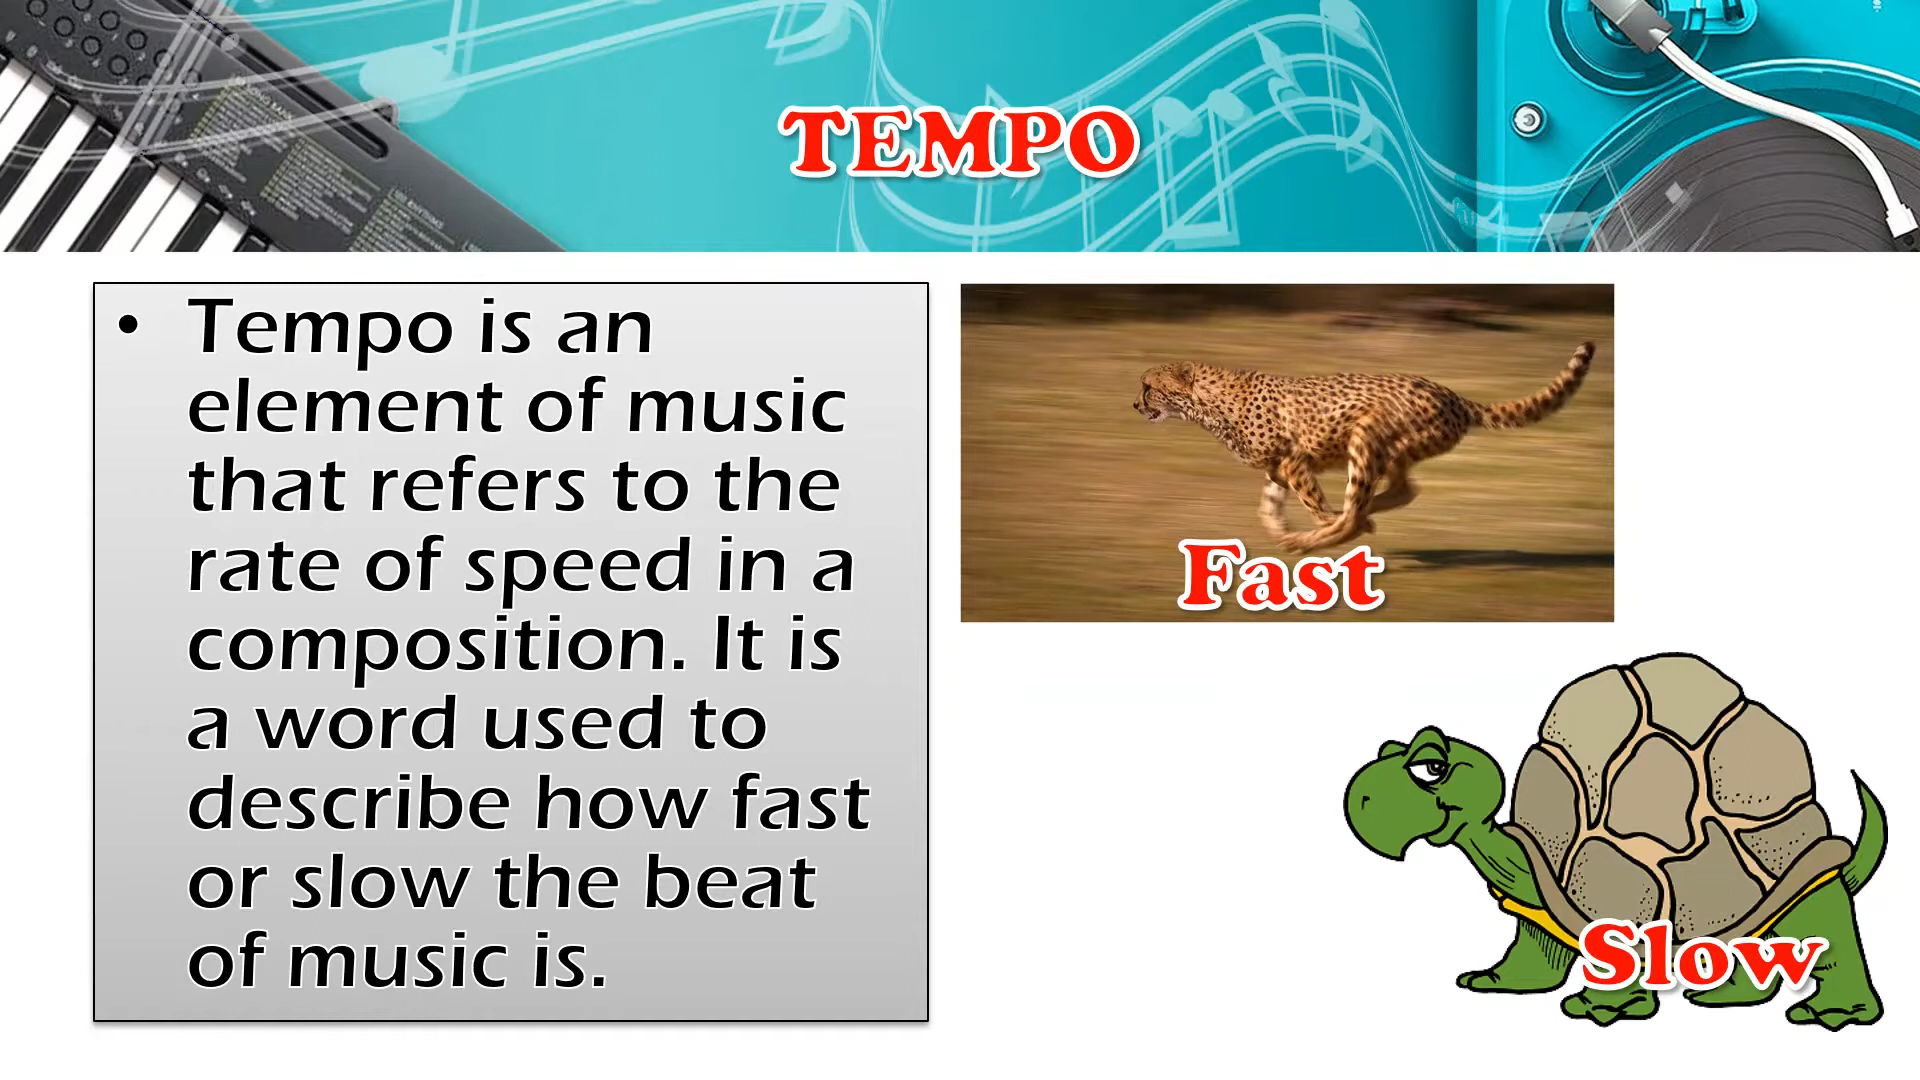 TEMPO
• Tempo is an
element of music
that refers to the
rate of speed in a
composition. It is
a word used to
describe how fast
or slow the beat
of music is.
Fast
Slow